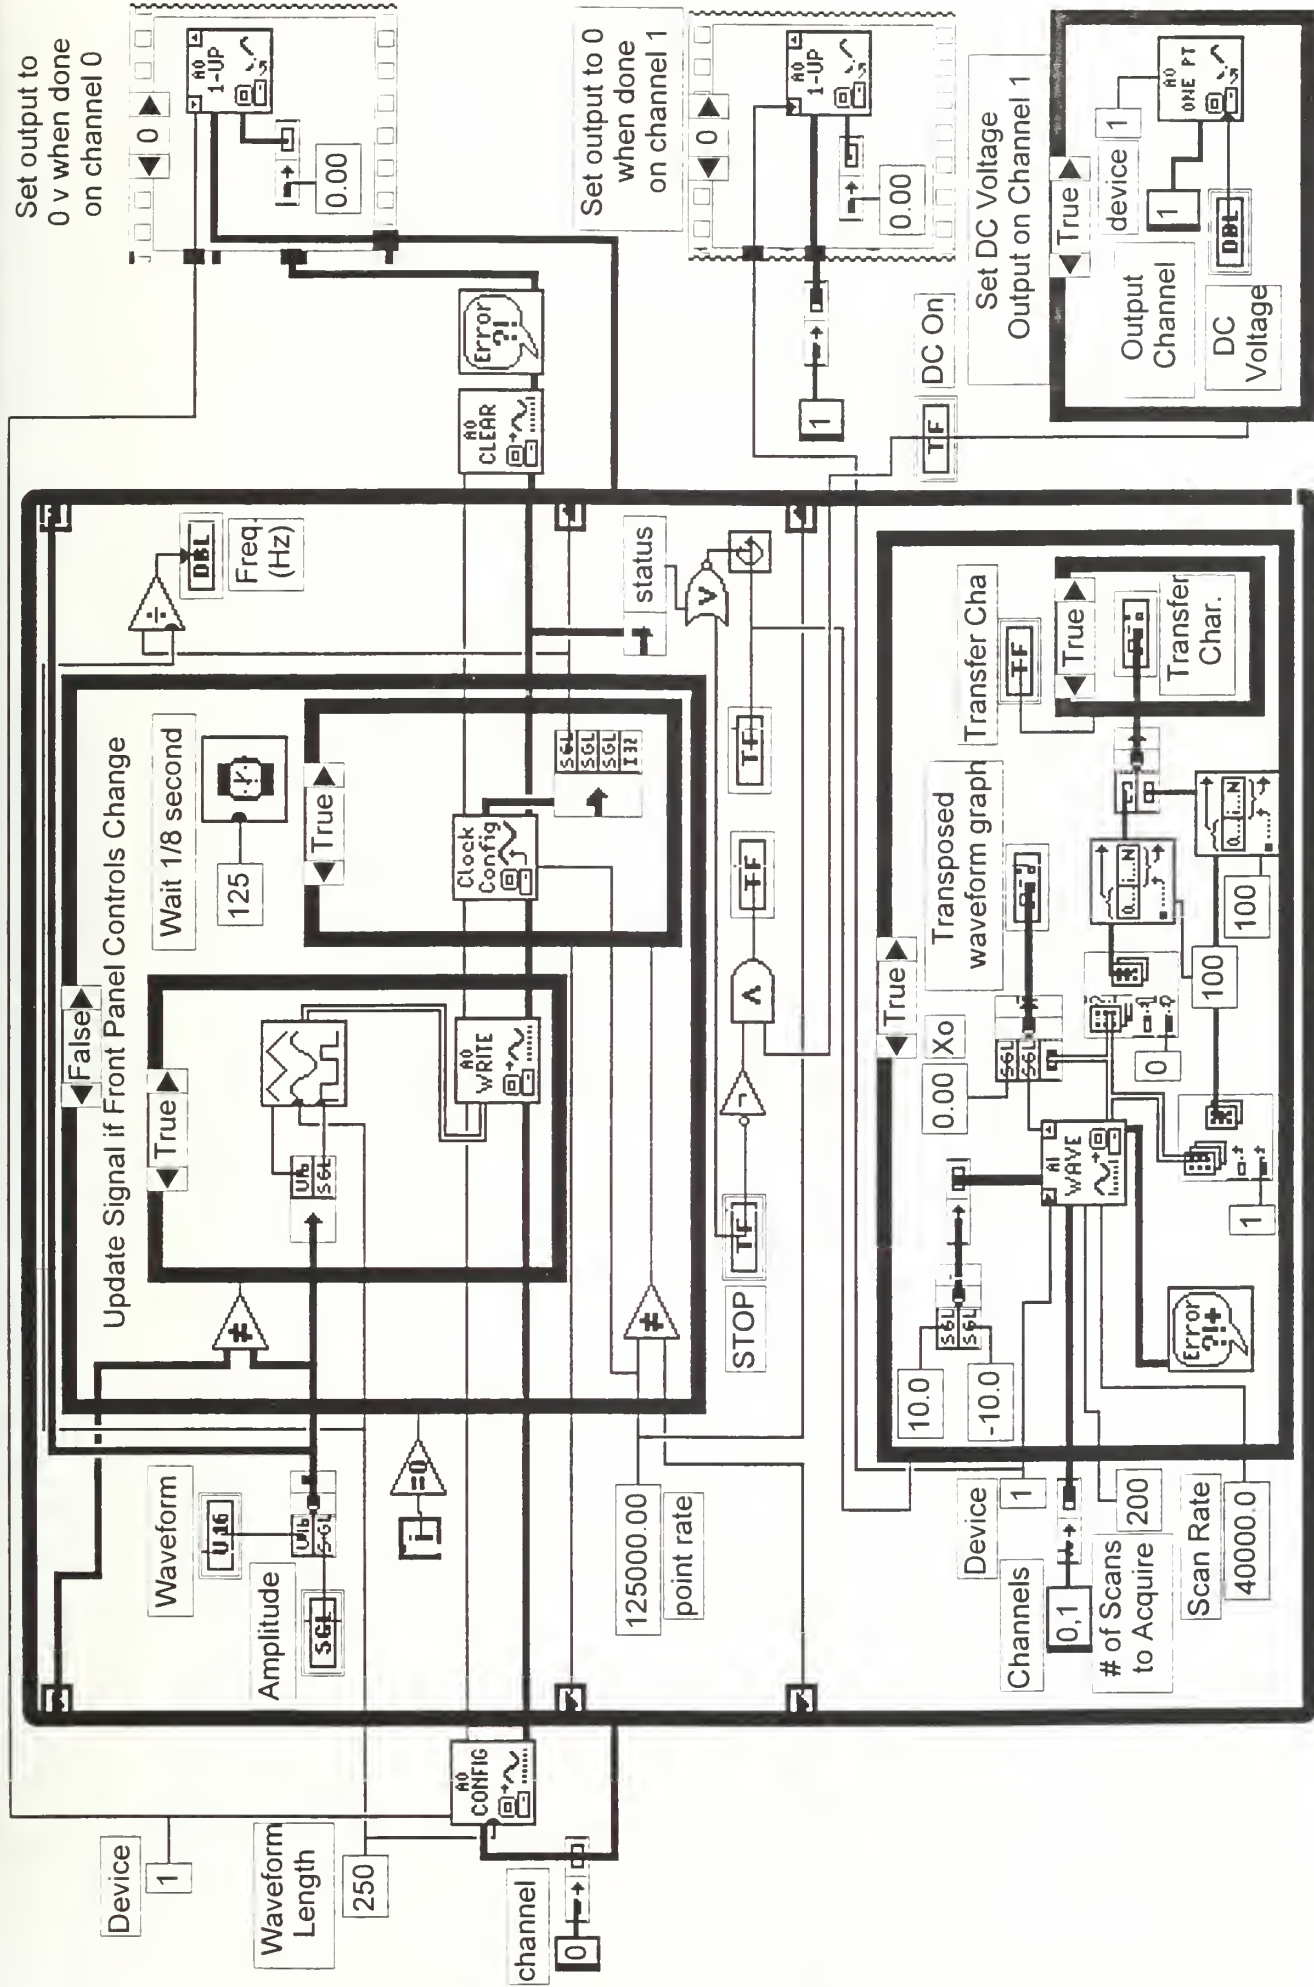 Device
1
Waveform
Length
250
channel
0
AO
CONFIG
Waveform
U16
Amplitude
SGL
U16
SGL
i
=0
125000.00
point rate
False
Update Signal if Front Panel Controls Change
True
≠
U16
SGL
AO
WRITE
≠
Wait 1/8 second
125
True
Clock
Config
SGL
SGL
SGL
I32
÷
DBL
Freq.
(Hz)
status
STOP
TF
TF
TF
Device
1
Channels
0,1
# of Scans
to Acquire
200
Scan Rate
40000.0
True
10.0
-10.0
SGL
SGL
0.00
Xo
AI
WAVE
Error
?!+
Transposed
waveform graph
SGL
SGL
0
1
100
100
0...i...N
0...i...N
Transfer Cha
TF
True
Transfer
Char.
AO
CLEAR
Error
?!
Set output to
0 v when done
on channel 0
0
AO
1-UP
0.00
Set output to 0
when done
on channel 1
0
AO
1-UP
0.00
1
DC On
TF
Set DC Voltage
Output on Channel 1
True
device
1
Output
Channel
1
DC
Voltage
DBL
AO
ONE PT